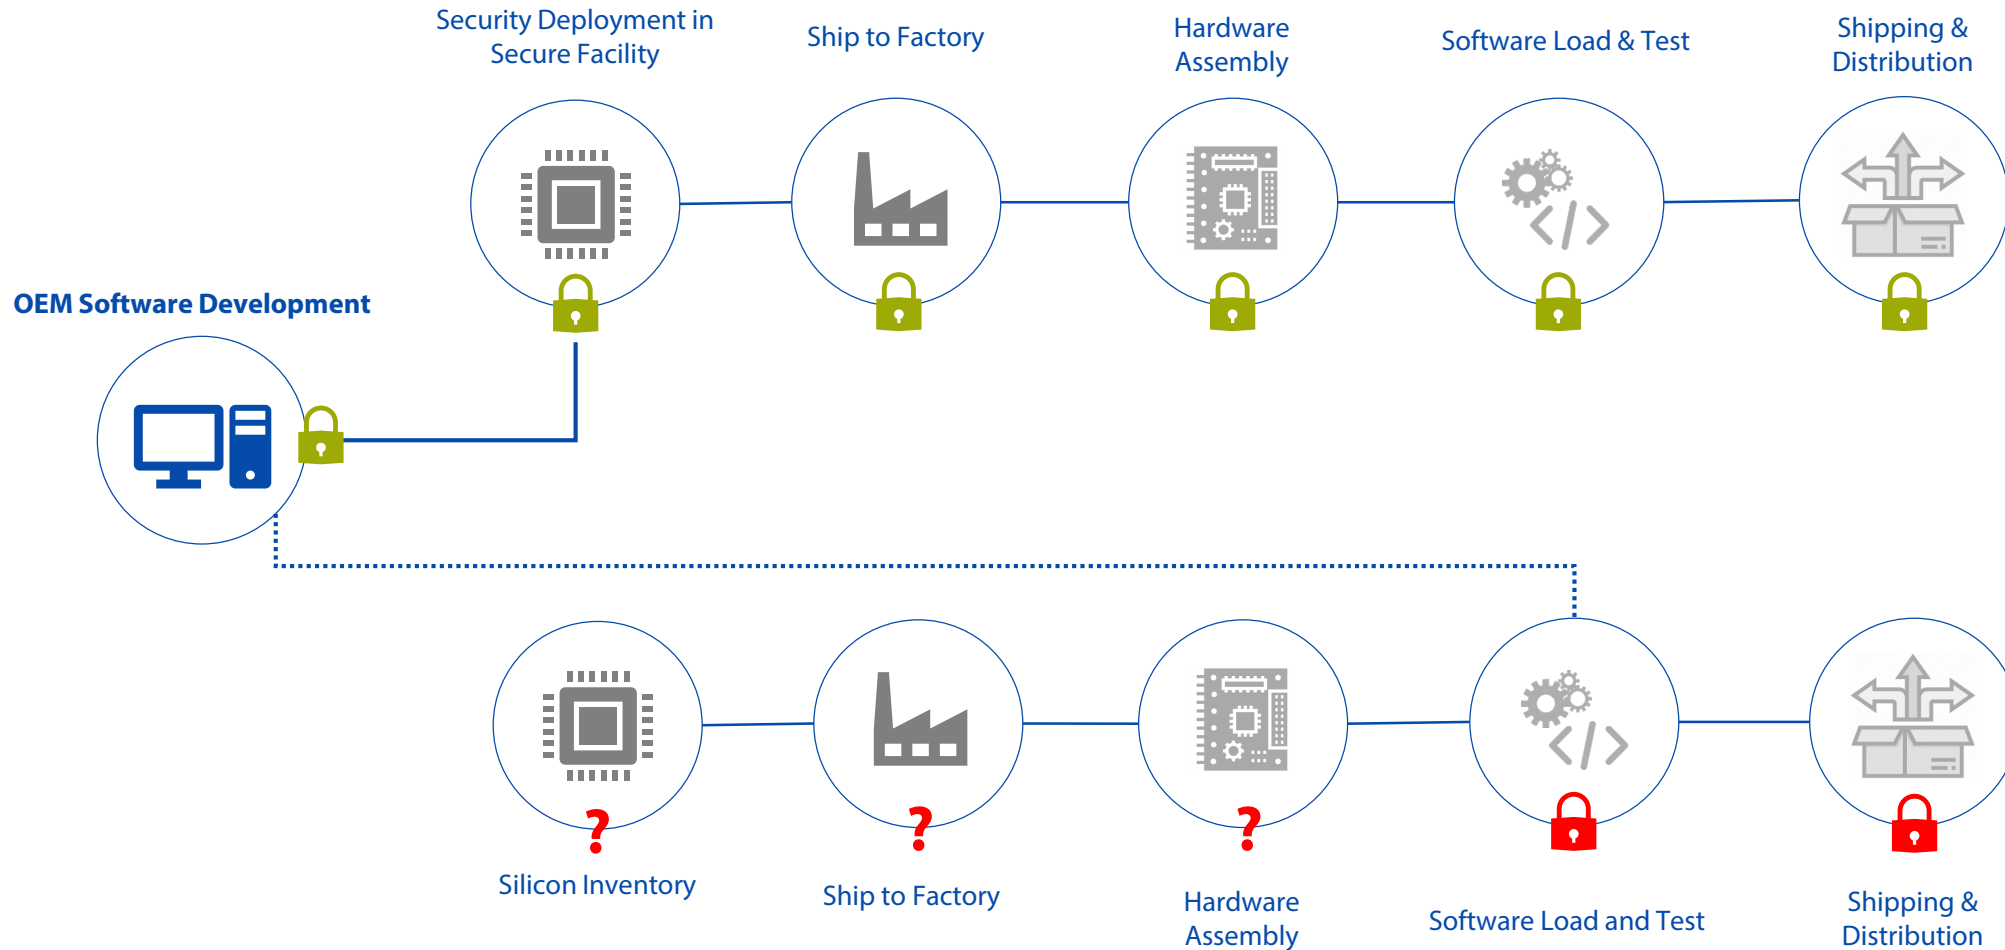 Security Deployment in
Secure Facility
Ship to Factory
Hardware
Assembly
Software Load & Test
Shipping &
Distribution
OEM Software Development
</>
?
?
?
</>
Silicon Inventory
Ship to Factory
Hardware
Assembly
Software Load and Test
Shipping &
Distribution